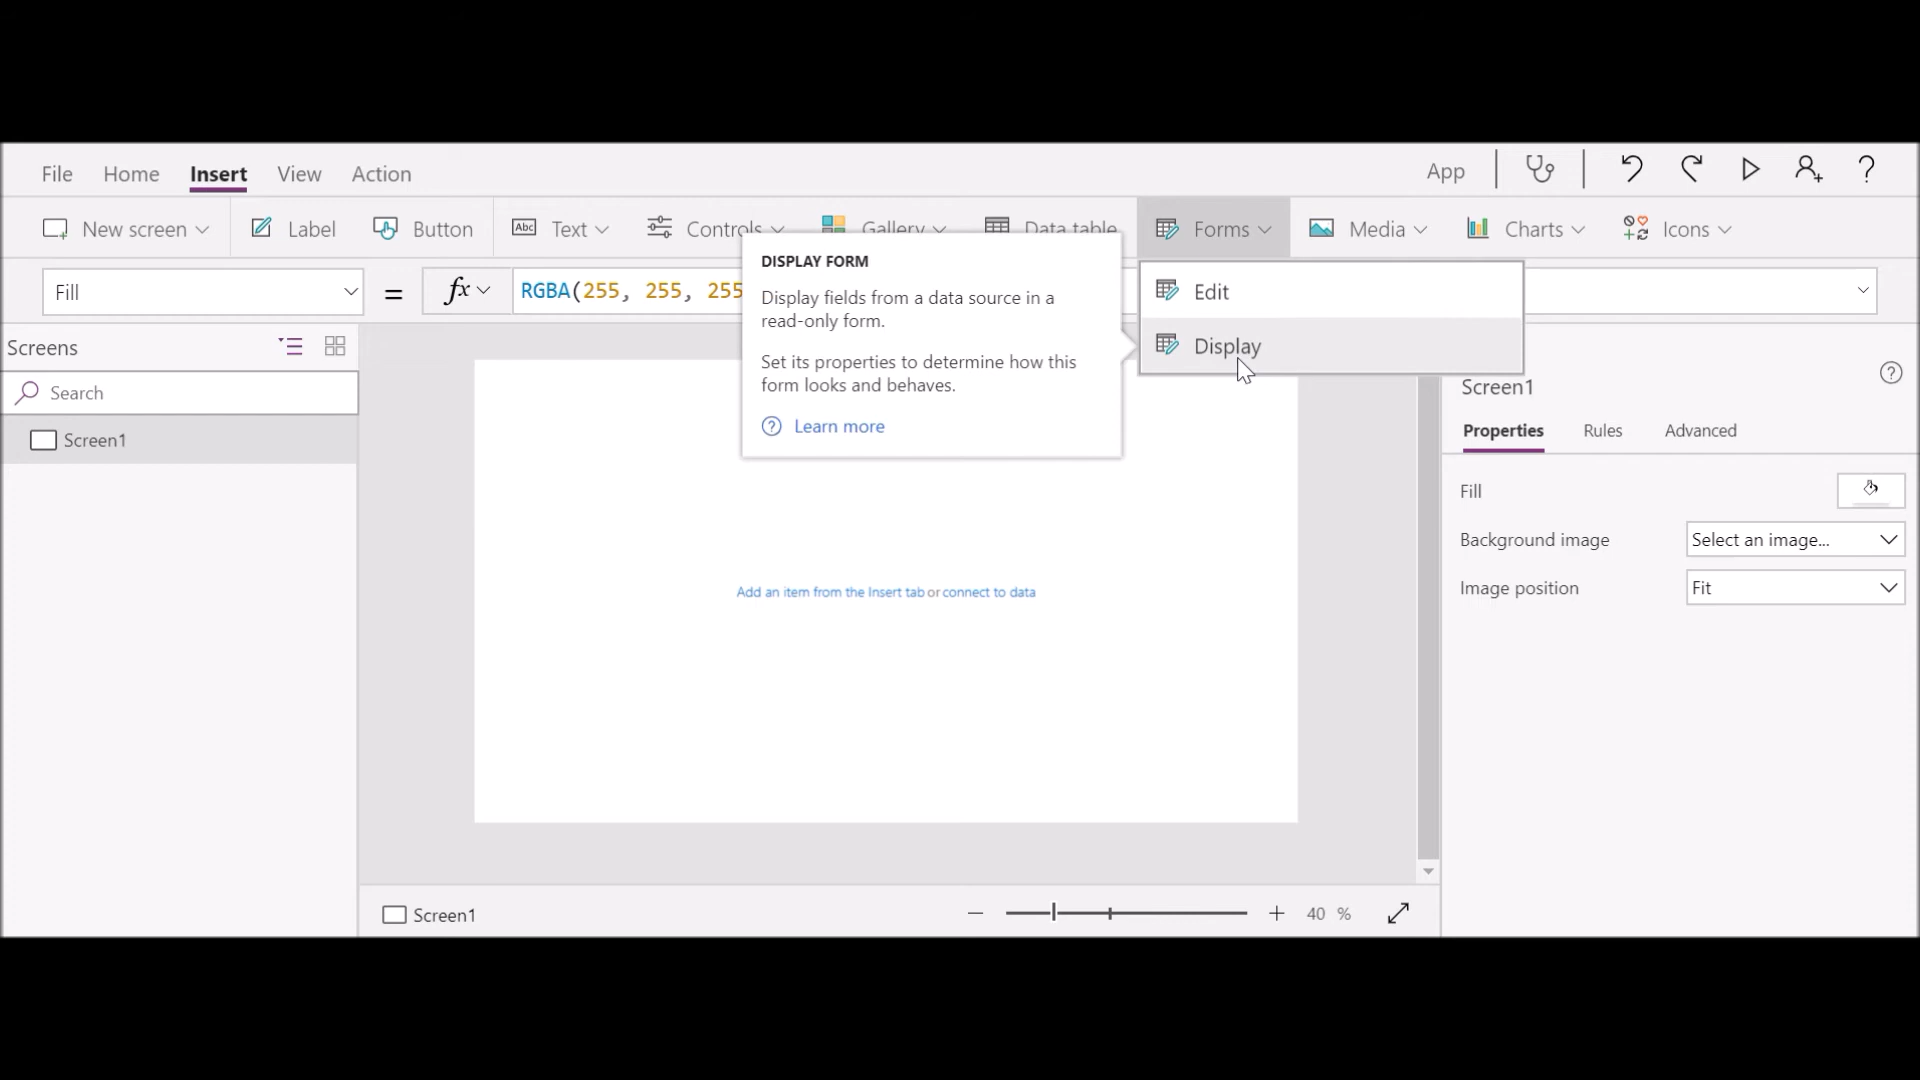 File Home Insert View Action App
New screen Label Button Text Controls Gallery Data table Forms Media Charts Icons
Abc
Fill = fx RGBA(255, 255, 255
DISPLAY FORM
Display fields from a data source in a
read-only form.
Set its properties to determine how this
form looks and behaves.
Learn more
Edit
Display
Screens
Search
Screen1
Add an item from the Insert tab or connect to data
Screen1
Properties Rules Advanced
Fill
Background image Select an image...
Image position Fit
Screen1 40 %